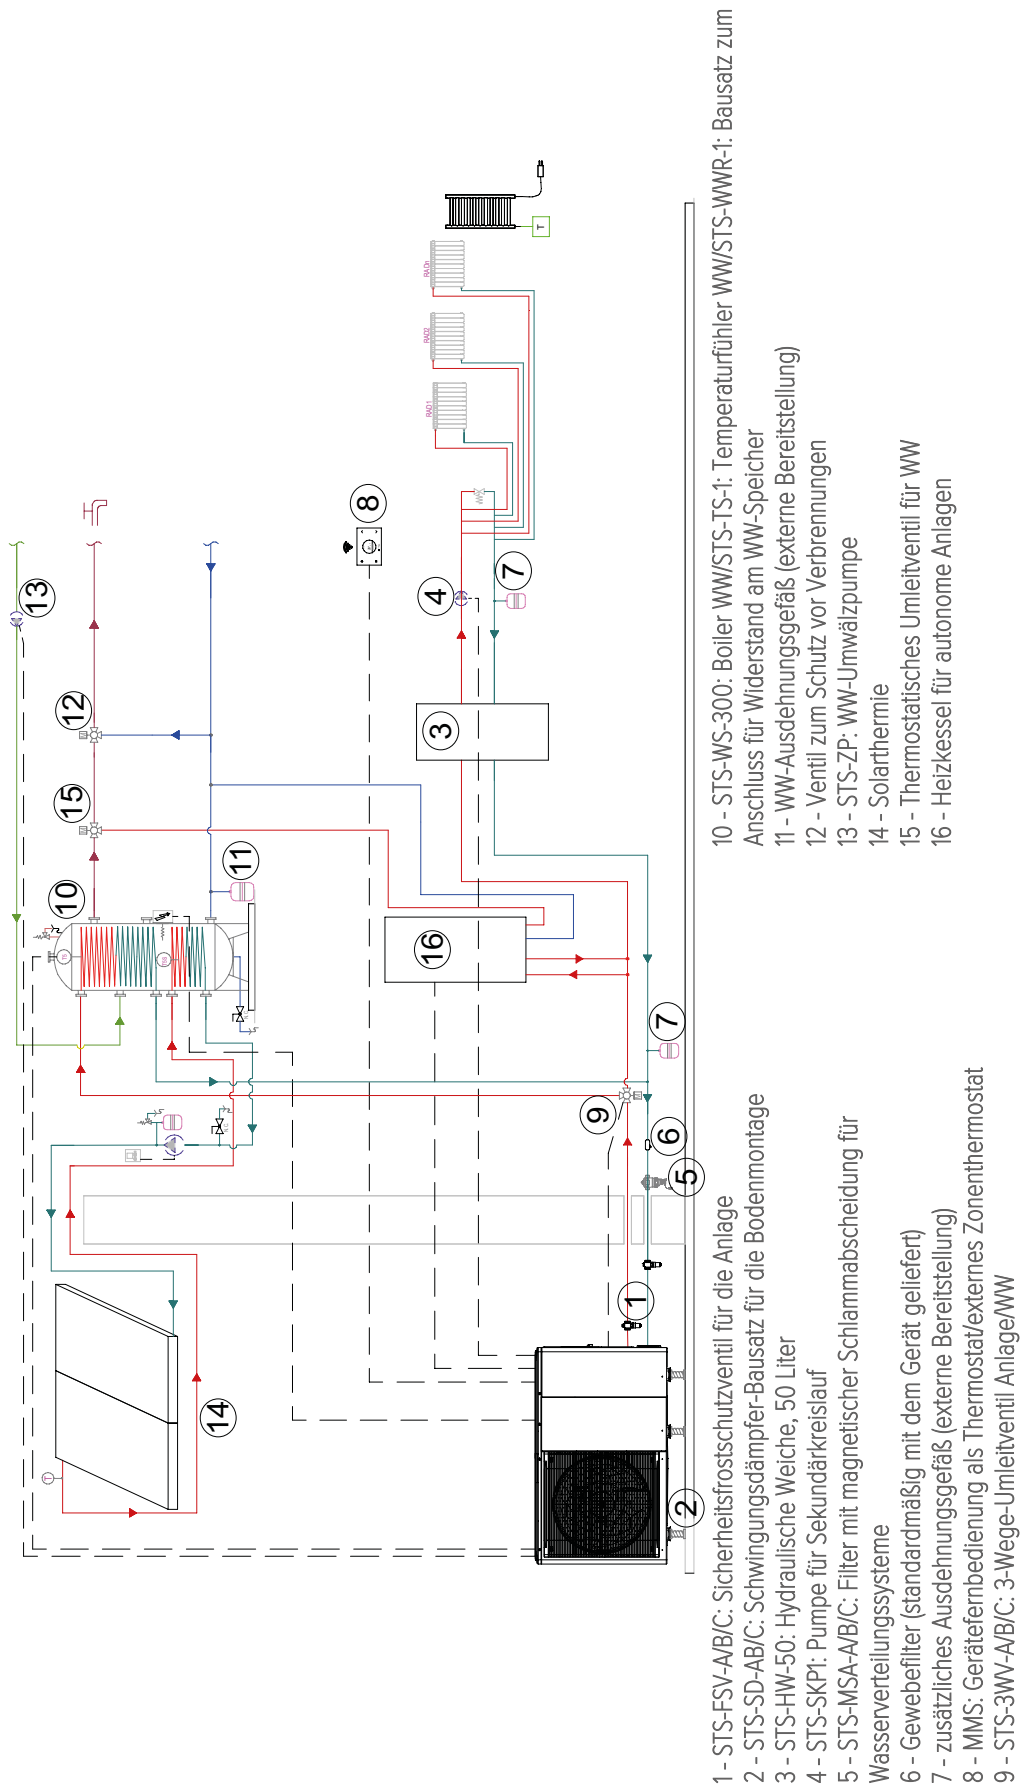 13
12
15
10
11
8
14
16
3
4
7
RAD1
RAD2
RADn
T
T
TS
TSS
N.C.
N.C.
9
7
6
5
1
2
1 - STS-FSV-A/B/C: Sicherheitsfrostschutzventil für die Anlage
2 - STS-SD-AB/C: Schwingungsdämpfer-Bausatz für die Bodenmontage
3 - STS-HW-50: Hydraulische Weiche, 50 Liter
4 - STS-SKP1: Pumpe für Sekundärkreislauf
5 - STS-MSA-A/B/C: Filter mit magnetischer Schlammabscheidung für
Wasserverteilungssysteme
6 - Gewebefilter (standardmäßig mit dem Gerät geliefert)
7 - zusätzliches Ausdehnungsgefäß (externe Bereitstellung)
8 - MMS: Gerätefernbedienung als Thermostat/externes Zonenthermostat
9 - STS-3WV-A/B/C: 3-Wege-Umleitventil Anlage/WW
10 - STS-WS-300: Boiler WW/STS-TS-1: Temperaturfühler WW/STS-WWR-1: Bausatz zum
Anschluss für Widerstand am WW-Speicher
11 - WW-Ausdehnungsgefäß (externe Bereitstellung)
12 - Ventil zum Schutz vor Verbrennungen
13 - STS-ZP: WW-Umwälzpumpe
14 - Solarthermie
15 - Thermostatisches Umleitventil für WW
16 - Heizkessel für autonome Anlagen